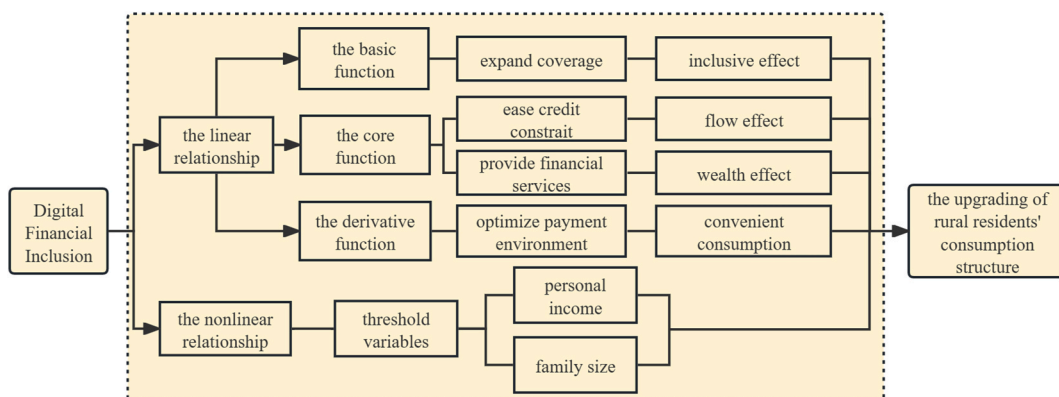 Digital
Financial
Inclusion
the linear
relationship
the basic
function
expand coverage
inclusive effect
the core
function
ease credit
constrait
flow effect
provide financial
services
wealth effect
the derivative
function
optimize payment
environment
convenient
consumption
the nonlinear
relationship
threshold
variables
personal
income
family size
the upgrading of
rural residents'
consumption
structure